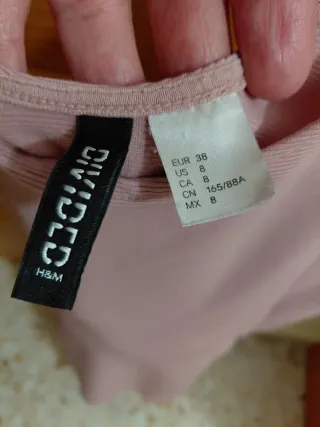 DIVIDED
H&M
EUR 38
US 8
CA 8
CN 165/88A
MX 8